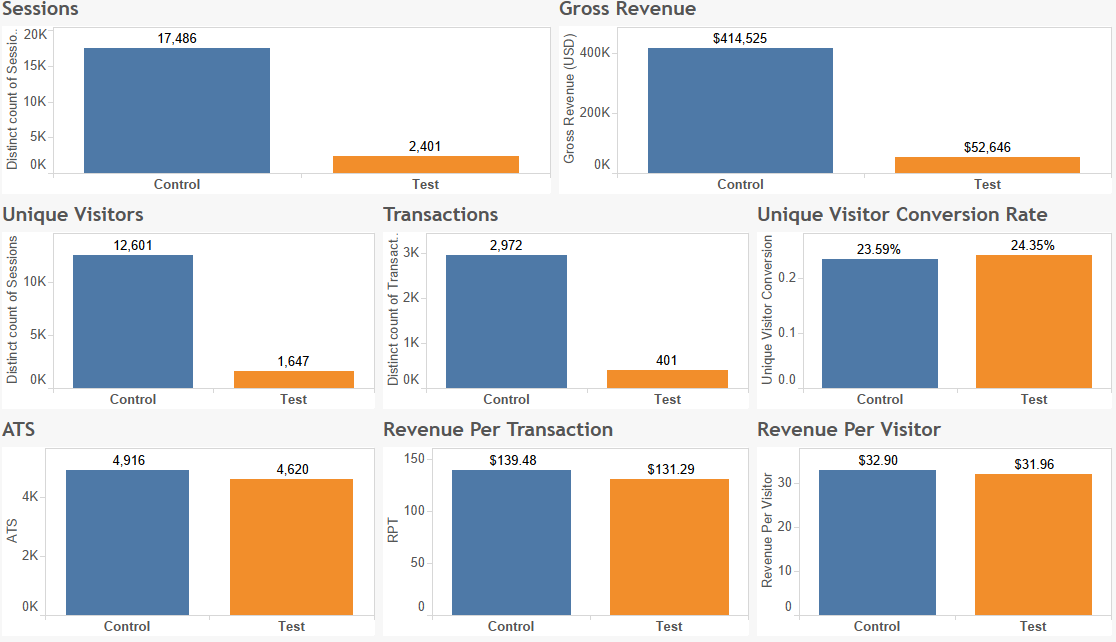 Sessions
Distinct count of Sessio..
20K
15K
10K
5K
0K
17,486
2,401
Control
Test
Gross Revenue
Gross Revenue (USD)
400K
200K
0K
$414,525
$52,646
Control
Test
Unique Visitors
Distinct count of Sessions
10K
5K
0K
12,601
1,647
Control
Test
Transactions
Distinct count of Transact..
3K
2K
1K
0K
2,972
401
Control
Test
Unique Visitor Conversion Rate
Unique Visitor Conversion
0.2
0.1
0.0
23.59%
24.35%
Control
Test
ATS
ATS
4K
2K
0K
4,916
4,620
Control
Test
Revenue Per Transaction
RPT
150
100
50
0
$139.48
$131.29
Control
Test
Revenue Per Visitor
Revenue Per Visitor
30
20
10
0
$32.90
$31.96
Control
Test